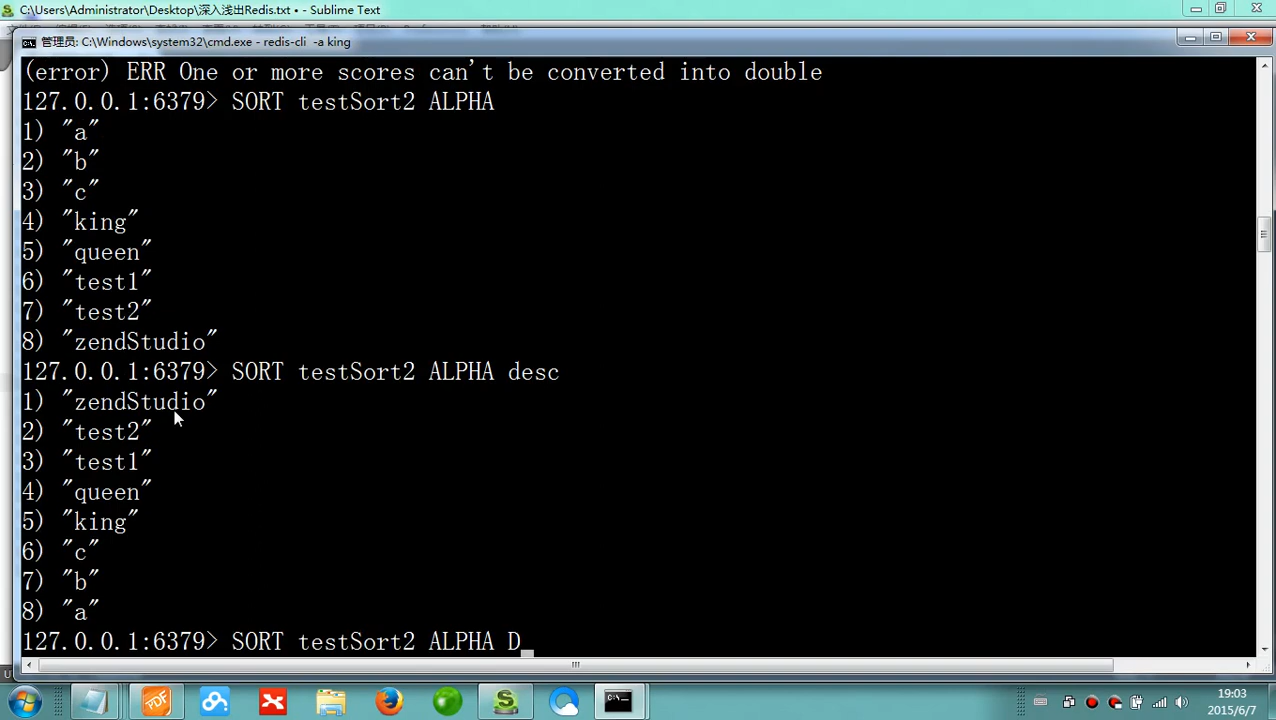 C:\Users\Administrator\Desktop\深入浅出Redis.txt • - Sublime Text
管理员: C:\Windows\system32\cmd.exe - redis-cli -a king
(error) ERR One or more scores can't be converted into double
127.0.0.1:6379> SORT testSort2 ALPHA
1) "a"
2) "b"
3) "c"
4) "king"
5) "queen"
6) "test1"
7) "test2"
8) "zendStudio"
127.0.0.1:6379> SORT testSort2 ALPHA desc
1) "zendStudio"
2) "test2"
3) "test1"
4) "queen"
5) "king"
6) "c"
7) "b"
8) "a"
127.0.0.1:6379> SORT testSort2 ALPHA D
PDF
19:03
2015/6/7